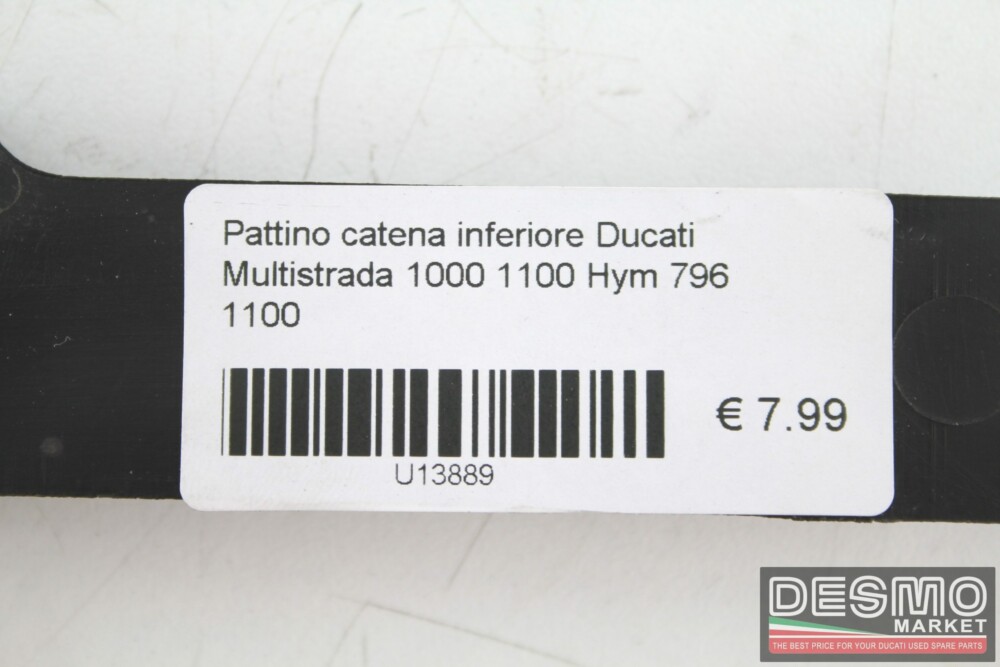 Pattino catena inferiore Ducati
Multistrada 1000 1100 Hym 796
1100
€ 7.99
U13889
DESMO
MARKET
THE BEST PRICE FOR YOUR DUCATI USED SPARE PARTS